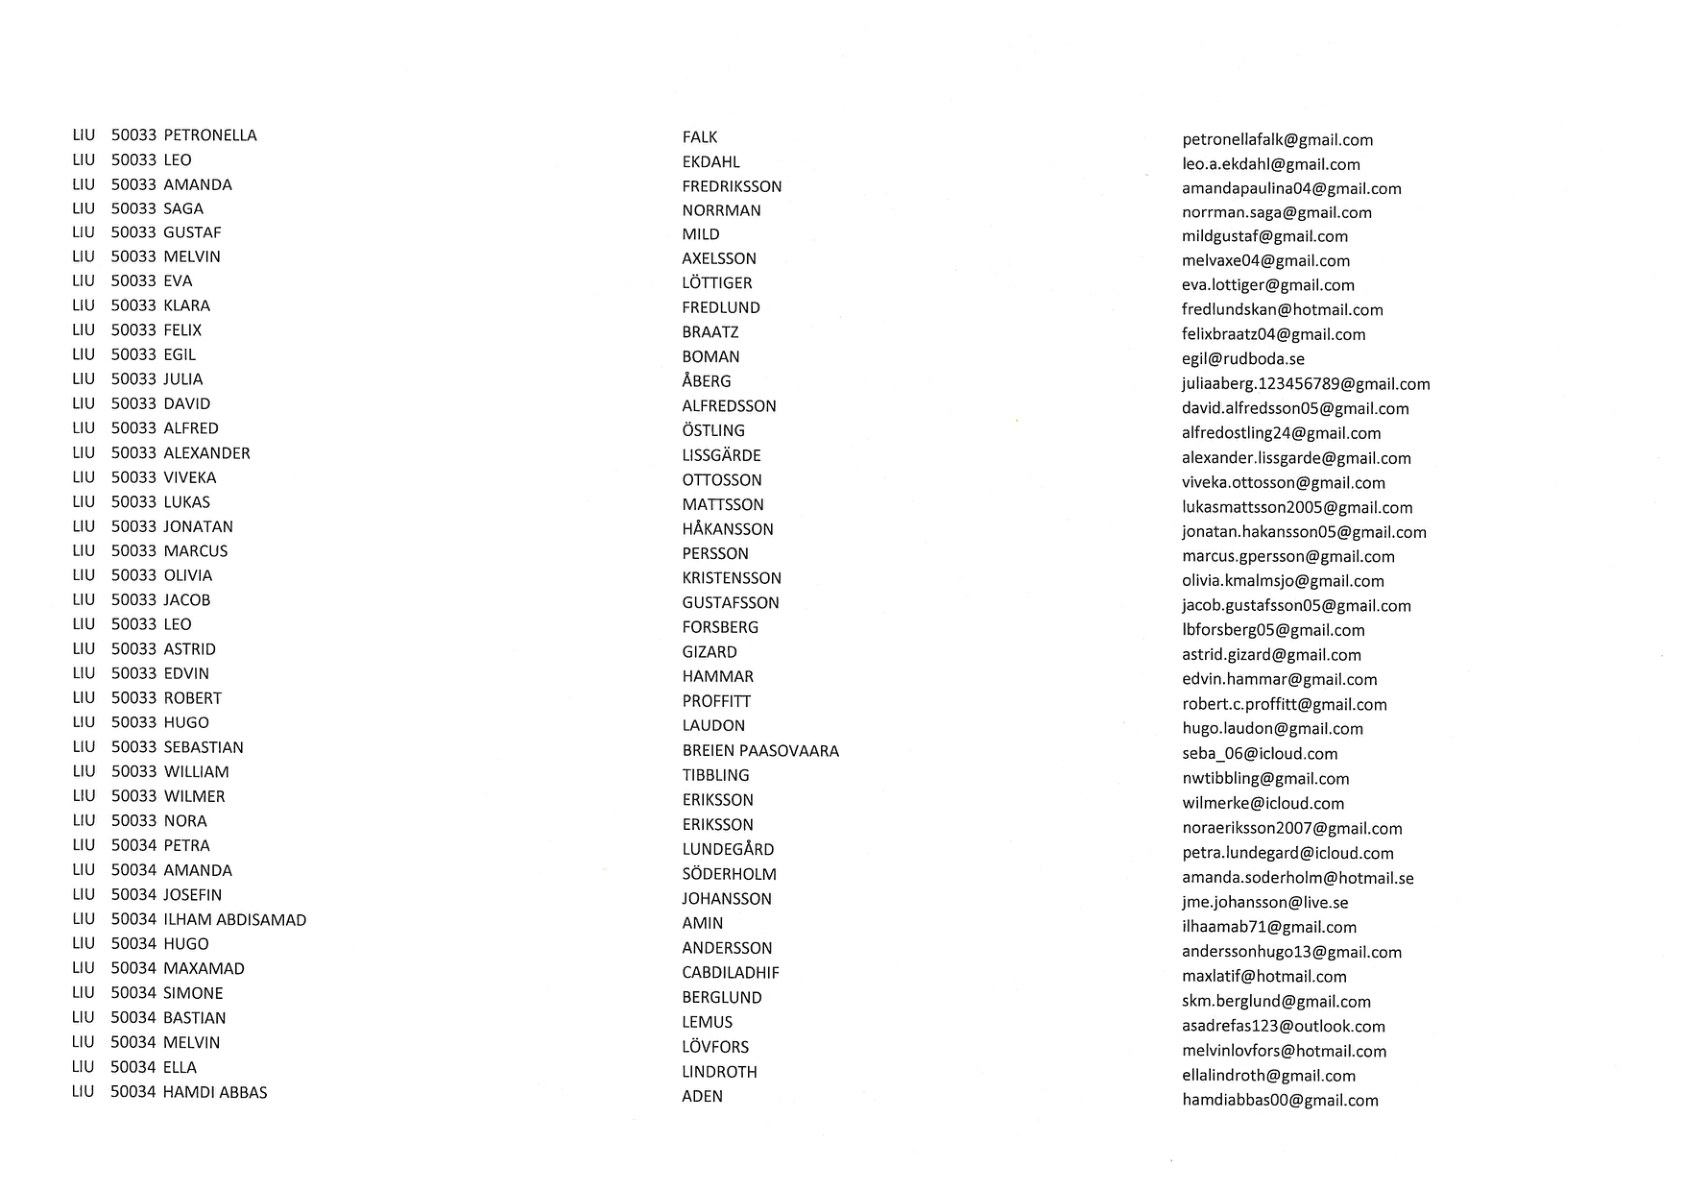 LIU 50033 PETRONELLA FALK petronellafalk@gmail.com
LIU 50033 LEO EKDAHL leo.a.ekdahl@gmail.com
LIU 50033 AMANDA FREDRIKSSON amandapaulina04@gmail.com
LIU 50033 SAGA NORRMAN norrman.saga@gmail.com
LIU 50033 GUSTAF MILD mildgustaf@gmail.com
LIU 50033 MELVIN AXELSSON melvaxe04@gmail.com
LIU 50033 EVA LÖTTIGER eva.lottiger@gmail.com
LIU 50033 KLARA FREDLUND fredlundskan@hotmail.com
LIU 50033 FELIX BRAATZ felixbraatz04@gmail.com
LIU 50033 EGIL BOMAN egil@rudboda.se
LIU 50033 JULIA ÅBERG juliaaberg.123456789@gmail.com
LIU 50033 DAVID ALFREDSSON david.alfredsson05@gmail.com
LIU 50033 ALFRED ÖSTLING alfredostling24@gmail.com
LIU 50033 ALEXANDER LISSGÄRDE alexander.lissgarde@gmail.com
LIU 50033 VIVEKA OTTOSSON viveka.ottosson@gmail.com
LIU 50033 LUKAS MATTSSON lukasmattsson2005@gmail.com
LIU 50033 JONATAN HÅKANSSON jonatan.hakansson05@gmail.com
LIU 50033 MARCUS PERSSON marcus.gpersson@gmail.com
LIU 50033 OLIVIA KRISTENSSON olivia.kmalmsjo@gmail.com
LIU 50033 JACOB GUSTAFSSON jacob.gustafsson05@gmail.com
LIU 50033 LEO FORSBERG lbforsberg05@gmail.com
LIU 50033 ASTRID GIZARD astrid.gizard@gmail.com
LIU 50033 EDVIN HAMMAR edvin.hammar@gmail.com
LIU 50033 ROBERT PROFFITT robert.c.proffitt@gmail.com
LIU 50033 HUGO LAUDON hugo.laudon@gmail.com
LIU 50033 SEBASTIAN BREIEN PAASOVAARA seba_06@icloud.com
LIU 50033 WILLIAM TIBBLING nwtibbling@gmail.com
LIU 50033 WILMER ERIKSSON wilmerke@icloud.com
LIU 50033 NORA ERIKSSON noraeriksson2007@gmail.com
LIU 50034 PETRA LUNDEGÅRD petra.lundegard@icloud.com
LIU 50034 AMANDA SÖDERHOLM amanda.soderholm@hotmail.se
LIU 50034 JOSEFIN JOHANSSON jme.johansson@live.se
LIU 50034 ILHAM ABDISAMAD AMIN ilhaamab71@gmail.com
LIU 50034 HUGO ANDERSSON anderssonhugo13@gmail.com
LIU 50034 MAXAMAD CABDILADHIF maxlatif@hotmail.com
LIU 50034 SIMONE BERGLUND skm.berglund@gmail.com
LIU 50034 BASTIAN LEMUS asadrefas123@outlook.com
LIU 50034 MELVIN LÖVFORS melvinlovfors@hotmail.com
LIU 50034 ELLA LINDROTH ellalindroth@gmail.com
LIU 50034 HAMDI ABBAS ADEN hamdiabbas00@gmail.com